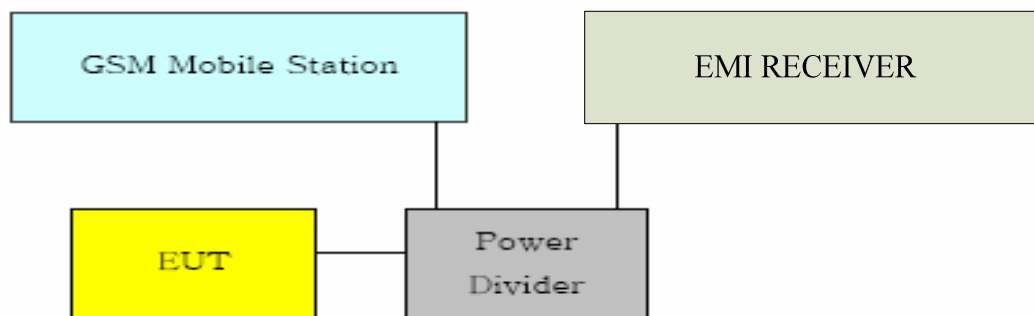 GSM Mobile Station
EMI RECEIVER
EUT
Power
Divider